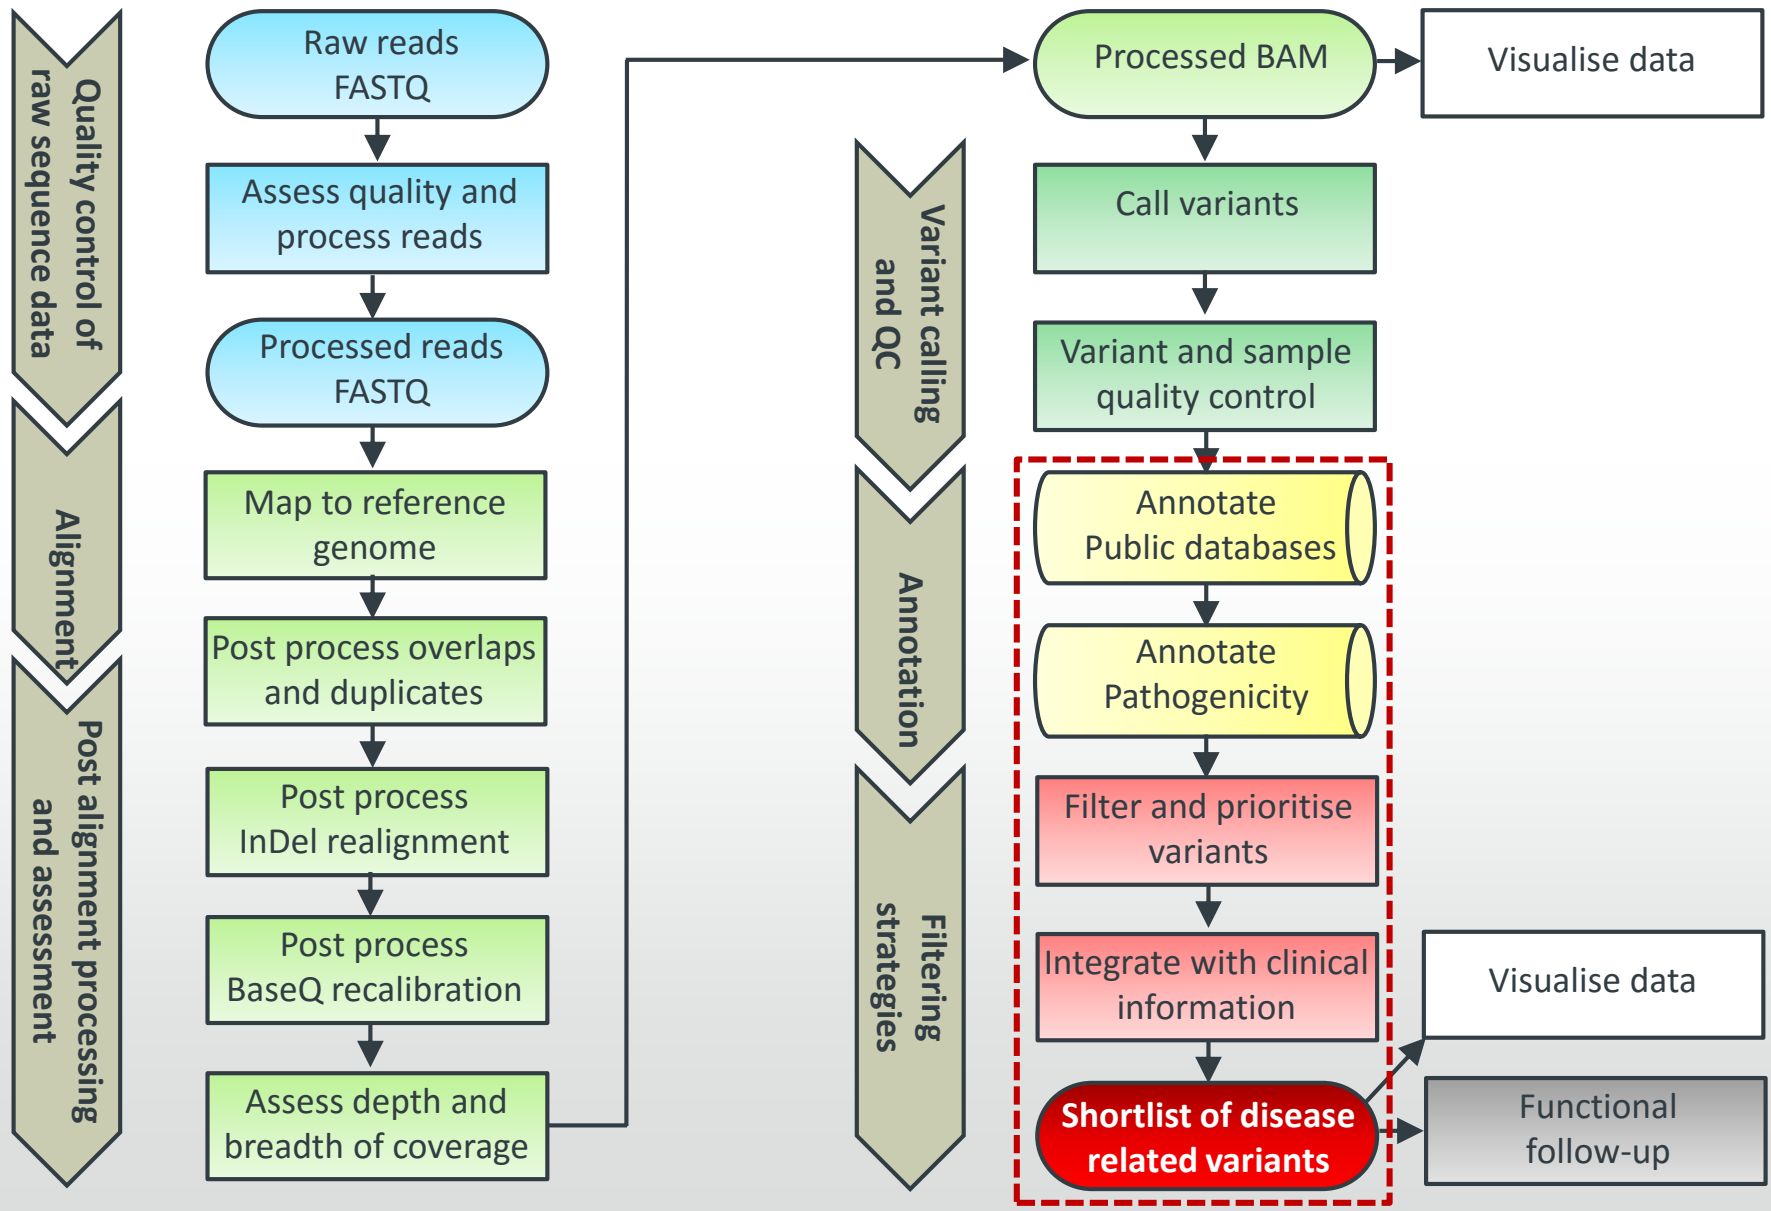 Quality control of
raw sequence data
Alignment
Post alignment processing
and assessment
Raw reads
FASTQ
Assess quality and
process reads
Processed reads
FASTQ
Map to reference
genome
Post process overlaps
and duplicates
Post process
InDel realignment
Post process
BaseQ recalibration
Assess depth and
breadth of coverage
Variant calling
and QC
Annotation
Filtering
strategies
Processed BAM
Visualise data
Call variants
Variant and sample
quality control
Annotate
Public databases
Annotate
Pathogenicity
Filter and prioritise
variants
Integrate with clinical
information
Shortlist of disease
related variants
Visualise data
Functional
follow-up